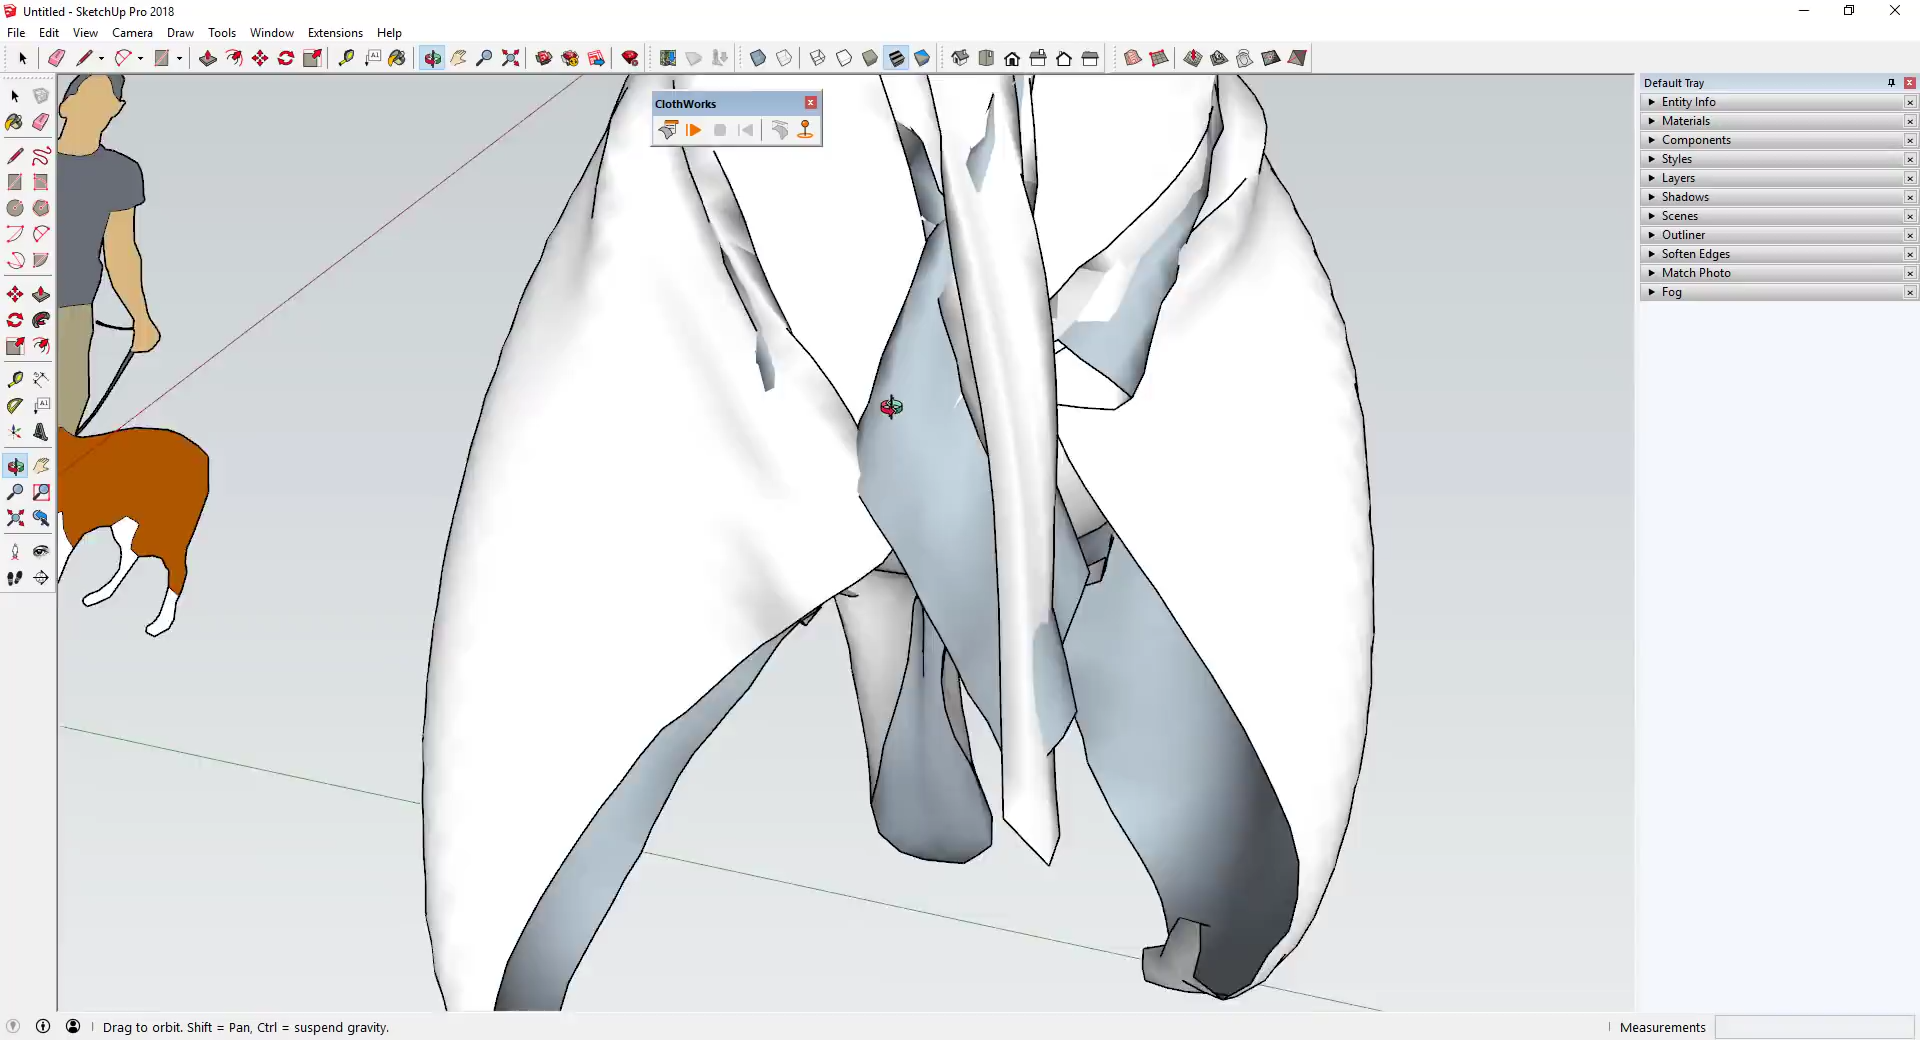 Untitled - SketchUp Pro 2018
File Edit View Camera Draw Tools Window Extensions Help
A1
ClothWorks
Default Tray
Entity Info
Materials
Components
Styles
Layers
Shadows
Scenes
Outliner
Soften Edges
Match Photo
Fog
A1
Drag to orbit. Shift = Pan, Ctrl = suspend gravity.
Measurements